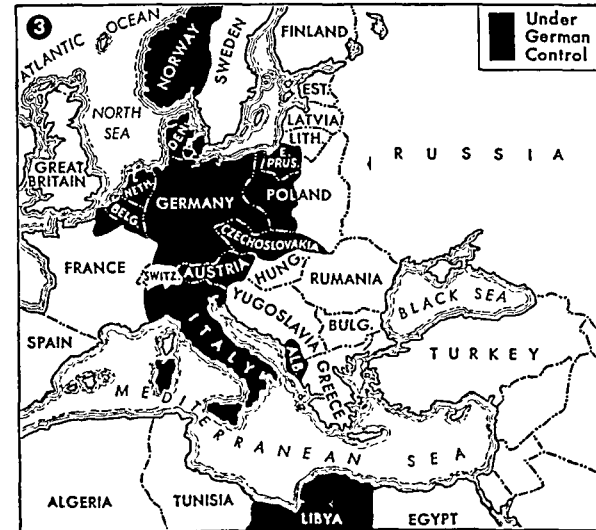 3
Under
German
Control
ATLANTIC OCEAN
NORWAY
SWEDEN
FINLAND
NORTH
SEA
EST.
LATVIA
LITH.
DEN.
E.
PRUS.
RUSSIA
GREAT
BRITAIN
NETH.
BELG.
GERMANY
POLAND
CZECHOSLOVAKIA
FRANCE
SWITZ.
AUSTRIA
HUNG.
RUMANIA
YUGOSLAVIA
BLACK SEA
SPAIN
ITALY
BULG.
ALB.
GREECE
TURKEY
MEDITERRANEAN SEA
ALGERIA
TUNISIA
LIBYA
EGYPT